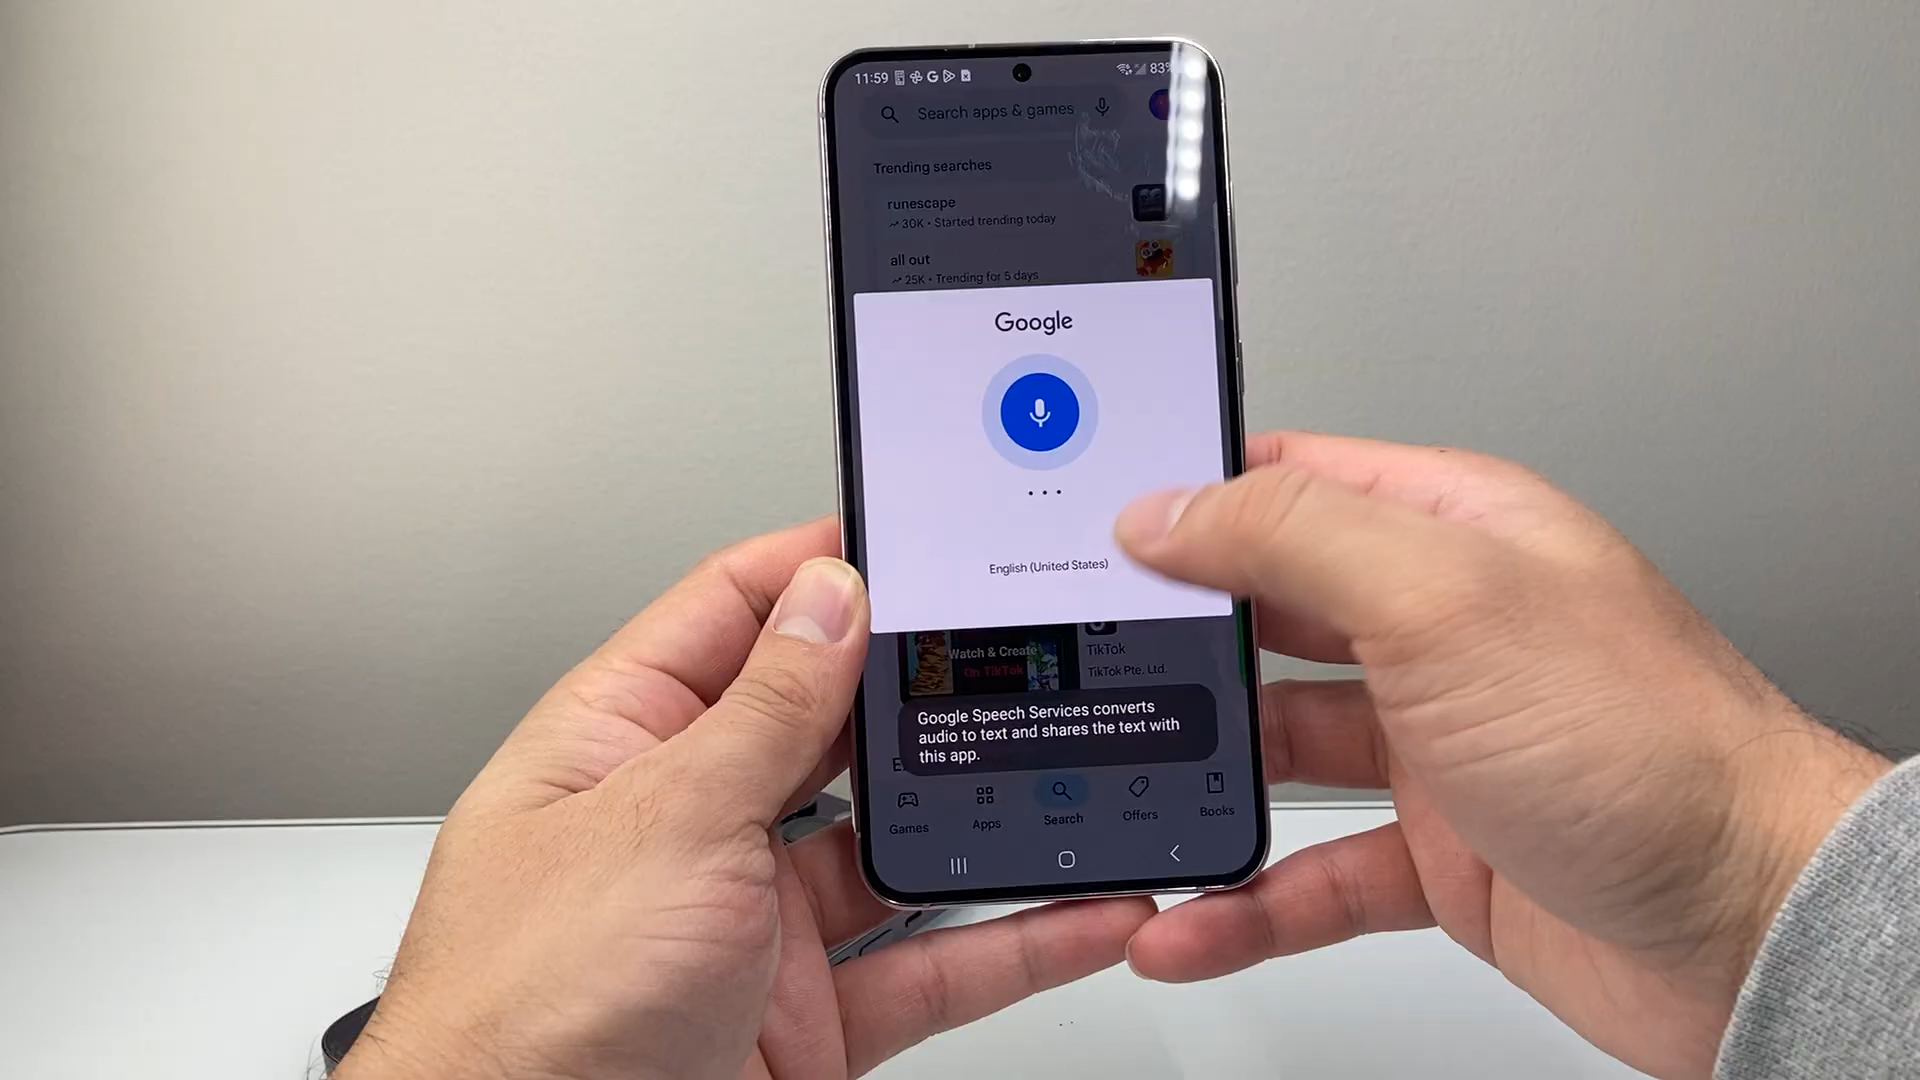 11:59
83%
Search apps & games
Trending searches
runescape
30K • Started trending today
all out
25K • Trending for 5 days
Google
...
English (United States)
Watch & Create
On TikTok
TikTok
TikTok Pte. Ltd.
Google Speech Services converts
audio to text and shares the text with
this app.
Games
Apps
Search
Offers
Books